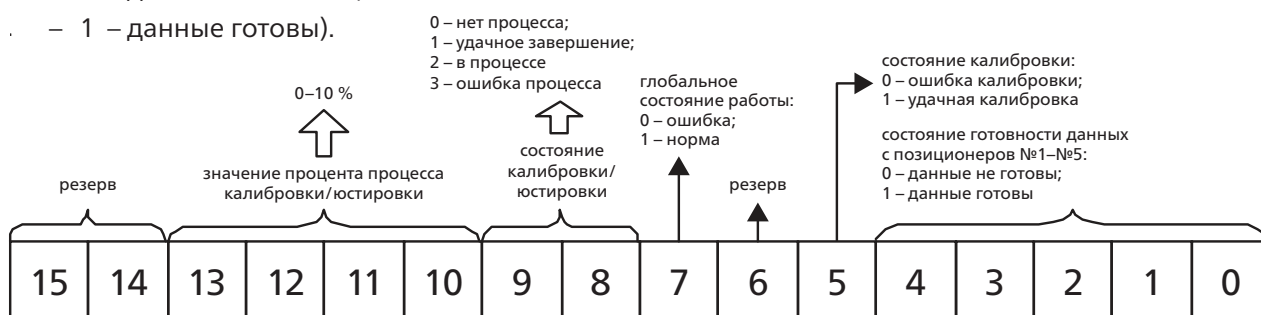 – 1 – данные готовы).
0 – нет процесса;
1 – удачное завершение;
2 – в процессе
3 – ошибка процесса
0–10 %
глобальное
состояние работы:
0 – ошибка;
1 – норма
состояние калибровки:
0 – ошибка калибровки;
1 – удачная калибровка
состояние готовности данных
с позиционеров №1–№5:
0 – данные не готовы;
1 – данные готовы
резерв
значение процента процесса
калибровки/юстировки
состояние
калибровки/
юстировки
резерв
15 14 13 12 11 10 9 8 7 6 5 4 3 2 1 0